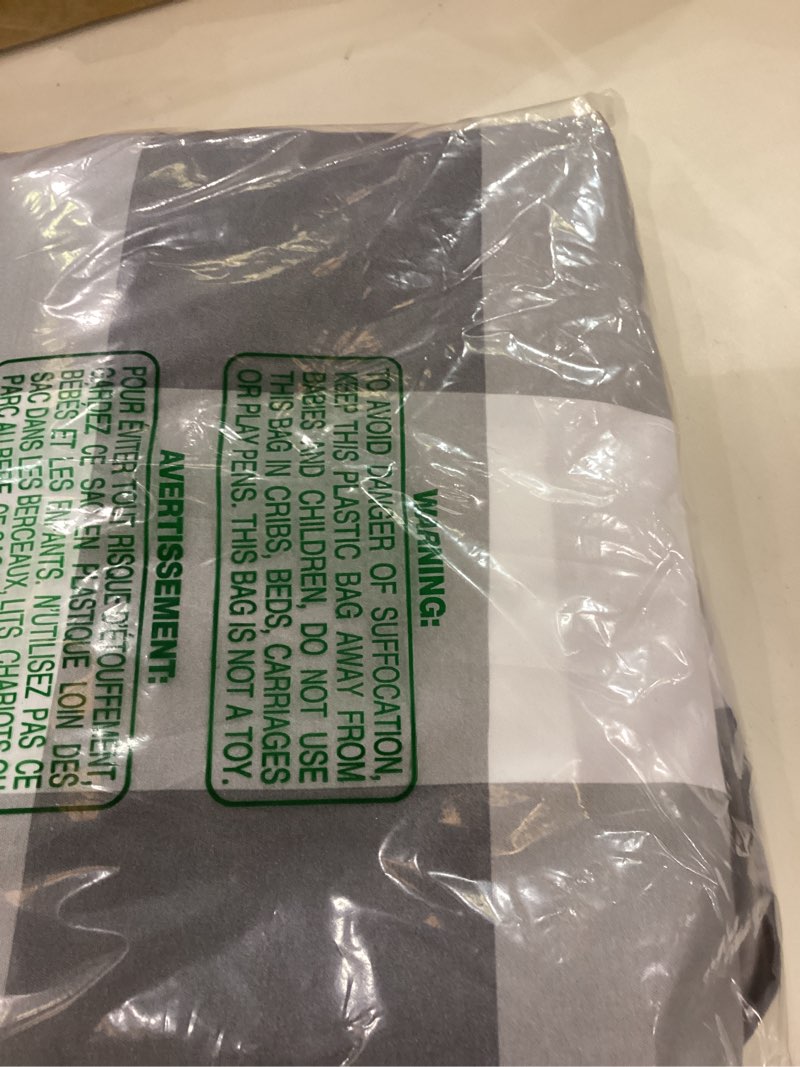 WARNING:
TO AVOID DANGER OF SUFFOCATION,
KEEP THIS PLASTIC BAG AWAY FROM
BABIES AND CHILDREN, DO NOT USE
THIS BAG IN CRIBS, BEDS, CARRIAGES
OR PLAY PENS. THIS BAG IS NOT A TOY.
AVERTISSEMENT:
POUR ÉVITER TOUT RISQUE D'ÉTOUFFEMENT,
GARDEZ CE SAC EN PLASTIQUE LOIN DES
BÉBÉS ET LES ENFANTS. N'UTILISEZ PAS CE
SAC DANS LES BERCEAUX, LITS, CHARIOTS OU